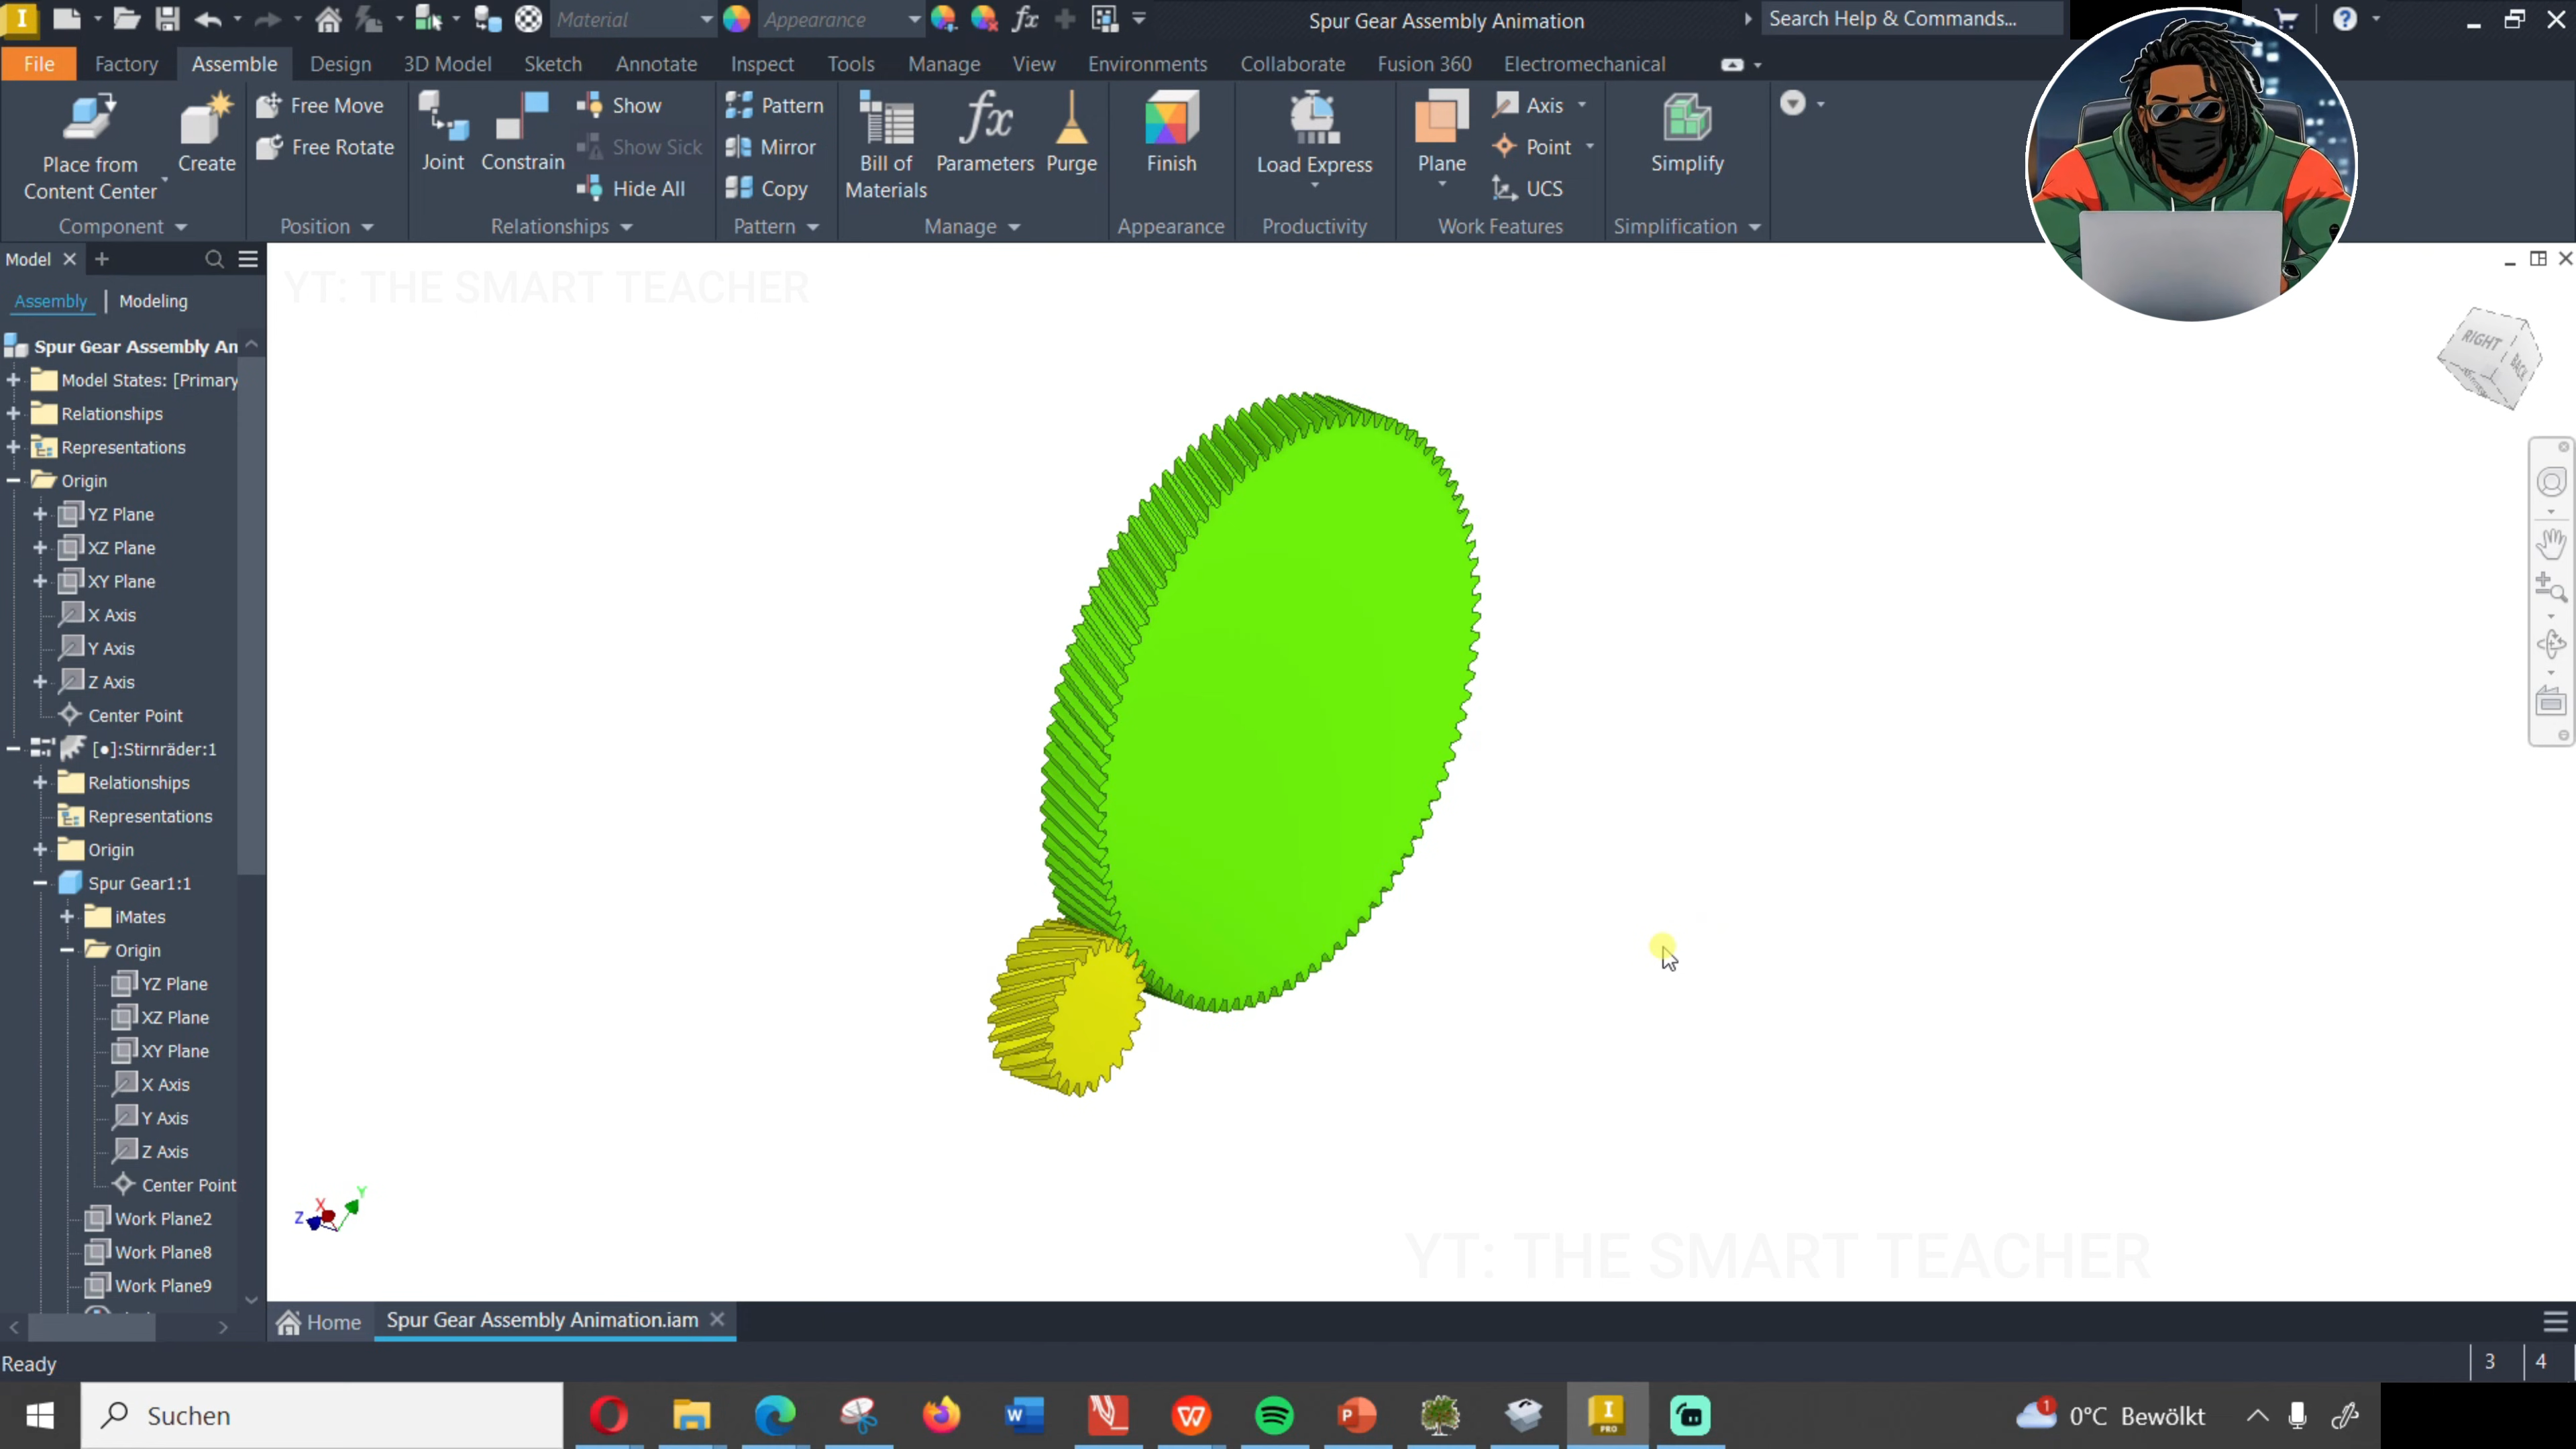 Material
Appearance
fx
Spur Gear Assembly Animation
Search Help & Commands...
File
Factory
Assemble
Design
3D Model
Sketch
Annotate
Inspect
Tools
Manage
View
Environments
Collaborate
Fusion 360
Electromechanical
Place from
Content Center
Create
Free Move
Free Rotate
Joint
Constrain
Show
Show Sick
Hide All
Pattern
Mirror
Copy
Bill of
Materials
fx
Parameters
Purge
Finish
Load Express
Plane
Axis
Point
UCS
Simplify
Component
Position
Relationships
Pattern
Manage
Appearance
Productivity
Work Features
Simplification
Model
Assembly
Modeling
YT: THE SMART TEACHER
RIGHT
BACK
Spur Gear Assembly An
Model States: [Primary
Relationships
Representations
Origin
YZ Plane
XZ Plane
XY Plane
X Axis
Y Axis
Z Axis
Center Point
[●]:Stirnräder:1
Relationships
Representations
Origin
Spur Gear1:1
iMates
Origin
YZ Plane
XZ Plane
XY Plane
X Axis
Y Axis
Z Axis
Center Point
Work Plane2
Work Plane8
Work Plane9
X
Y
Z
YT: THE SMART TEACHER
Home
Spur Gear Assembly Animation.iam
Ready
3
4
Suchen
1
0°C Bewölkt